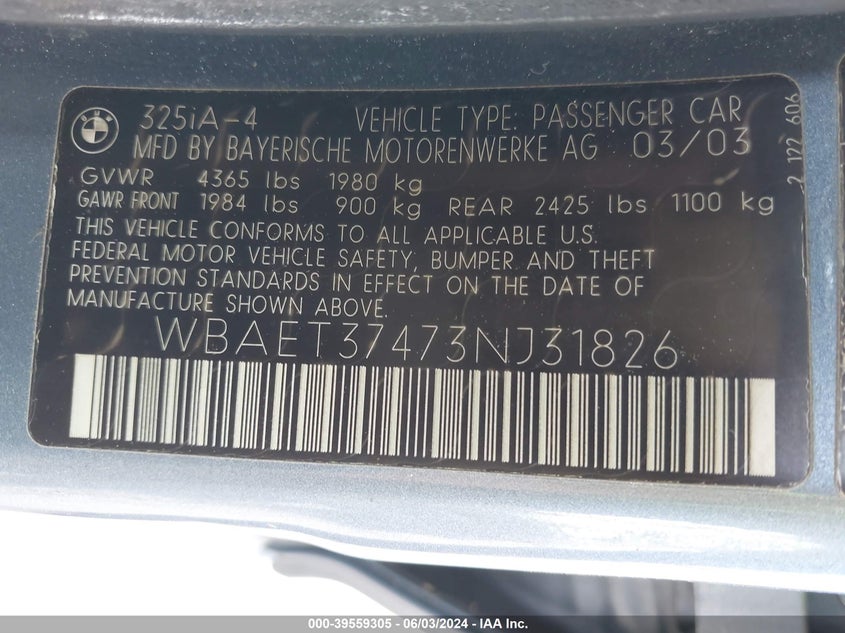 325iA-4 VEHICLE TYPE: PASSENGER CAR
MFD BY BAYERISCHE MOTORENWERKE AG 03/03
GVWR 4365 lbs 1980 kg
GAWR FRONT 1984 lbs 900 kg REAR 2425 lbs 1100 kg
THIS VEHICLE CONFORMS TO ALL APPLICABLE U.S.
FEDERAL MOTOR VEHICLE SAFETY, BUMPER AND THEFT
PREVENTION STANDARDS IN EFFECT ON THE DATE OF
MANUFACTURE SHOWN ABOVE.
WBAET37473NJ31826
2 122 606
000-39559305 - 06/03/2024 - IAA Inc.